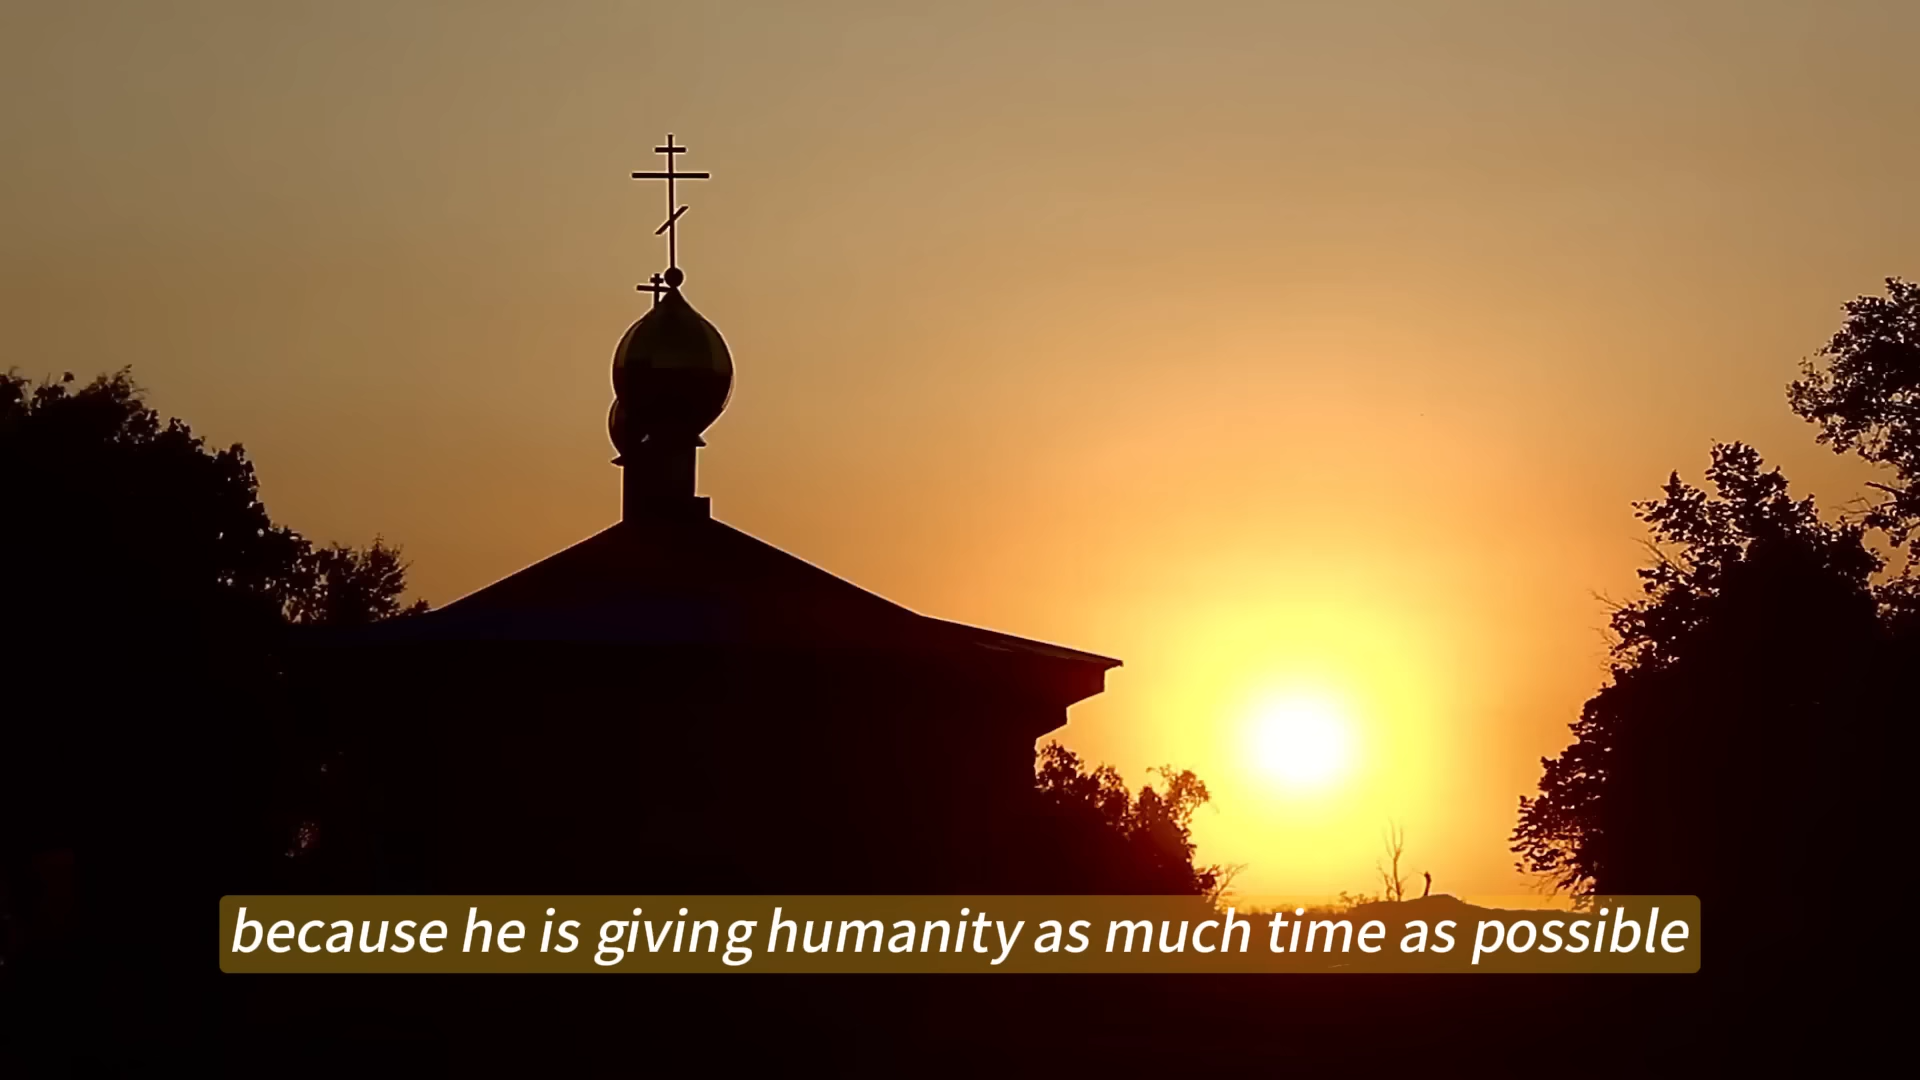 because he is giving humanity as much time as possible